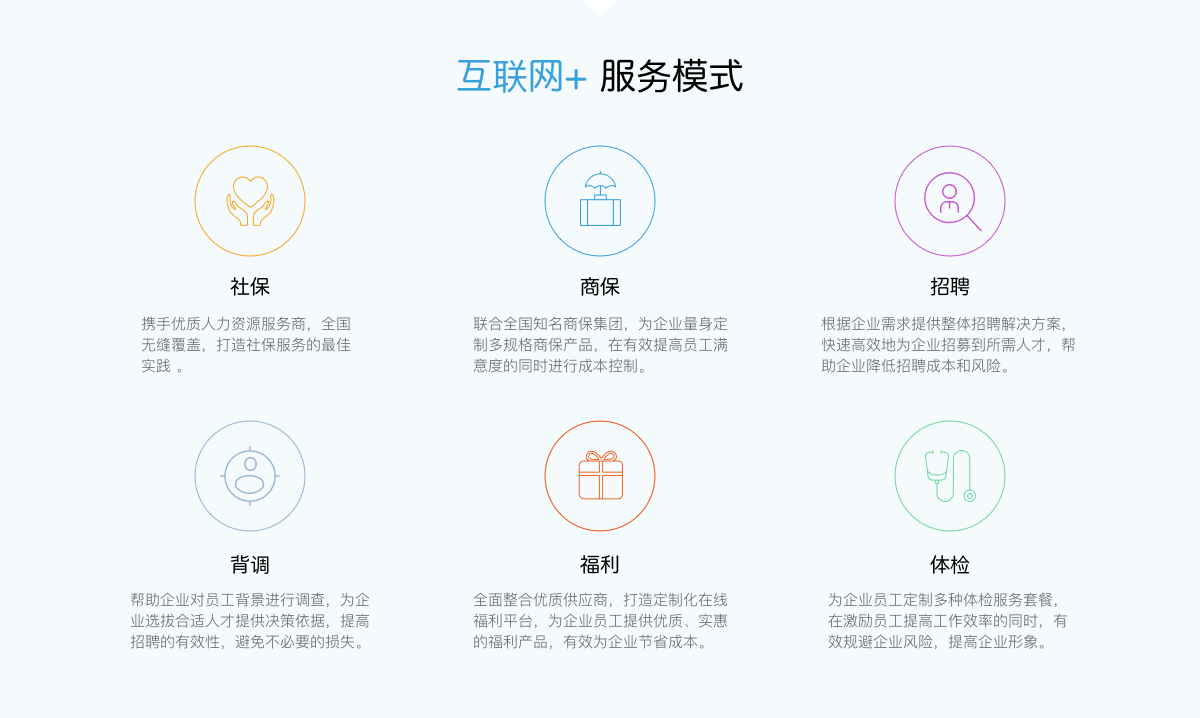 互联网+ 服务模式
社保
携手优质人力资源服务商，全国
无缝覆盖，打造社保服务的最佳
实践 。
商保
联合全国知名商保集团，为企业量身定
制多规格商保产品，在有效提高员工满
意度的同时进行成本控制。
招聘
根据企业需求提供整体招聘解决方案，
快速高效地为企业招募到所需人才，帮
助企业降低招聘成本和风险。
背调
帮助企业对员工背景进行调查，为企
业选拔合适人才提供决策依据，提高
招聘的有效性，避免不必要的损失。
福利
全面整合优质供应商，打造定制化在线
福利平台，为企业员工提供优质、实惠
的福利产品，有效为企业节省成本。
体检
为企业员工定制多种体检服务套餐，
在激励员工提高工作效率的同时，有
效规避企业风险，提高企业形象。